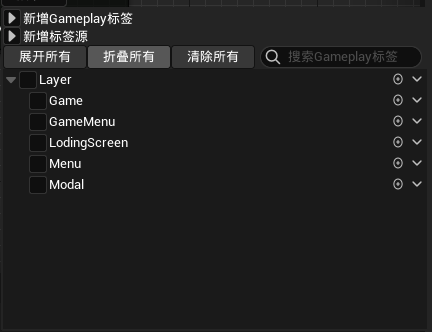 新增Gameplay标签
新增标签源
展开所有 折叠所有 清除所有 搜索Gameplay标签
Layer
Game
GameMenu
LodingScreen
Menu
Modal